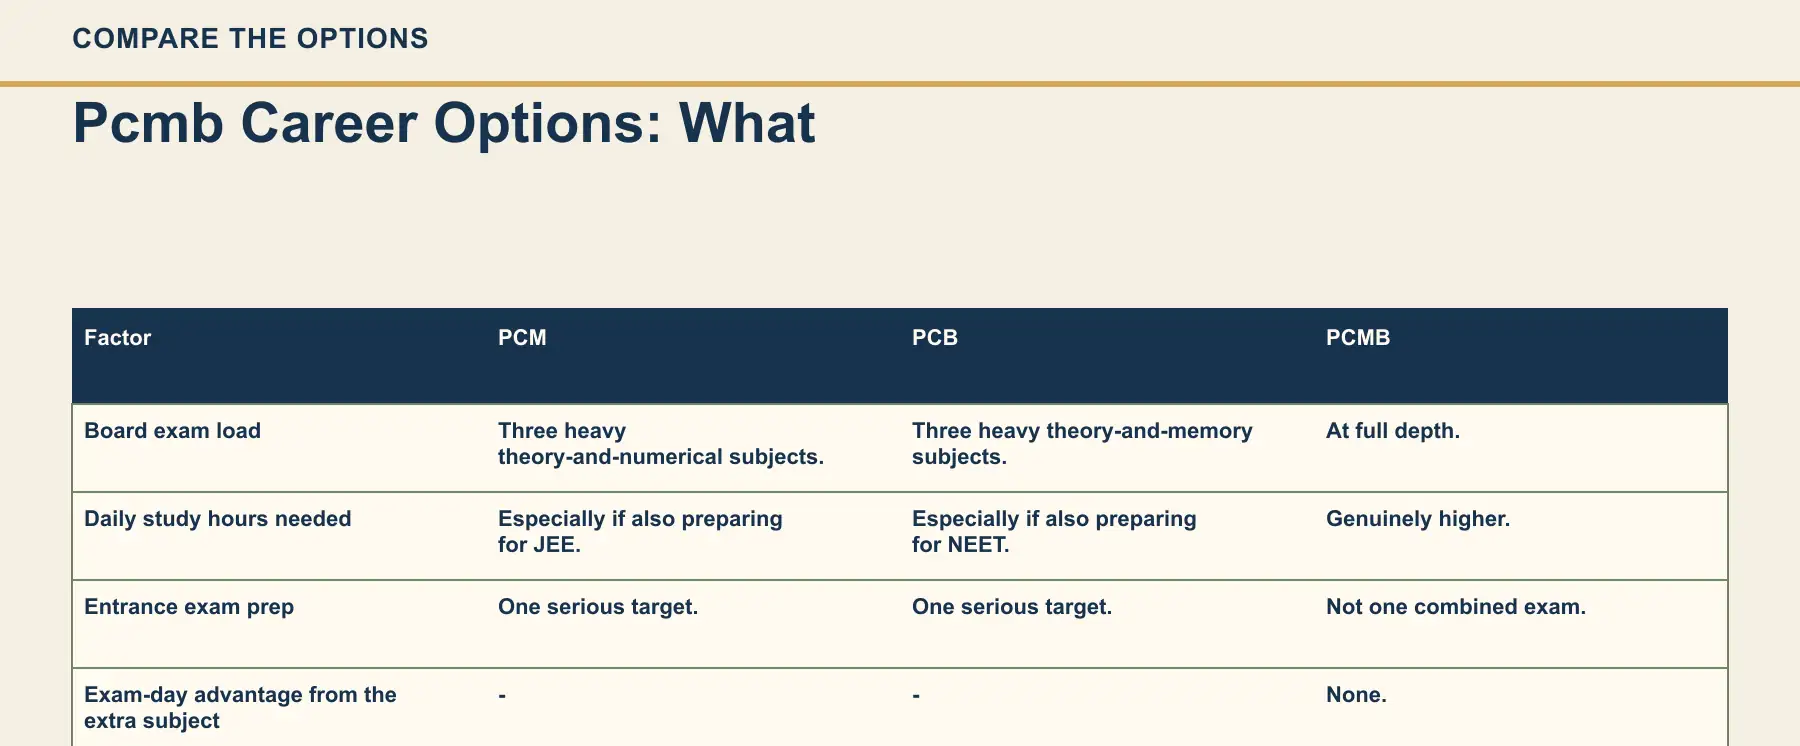 COMPARE THE OPTIONS
Pcmb Career Options: What
Factor
PCM
PCB
PCMB
Board exam load
Three heavy
theory-and-numerical subjects.
Three heavy theory-and-memory
subjects.
At full depth.
Daily study hours needed
Especially if also preparing
for JEE.
Especially if also preparing
for NEET.
Genuinely higher.
Entrance exam prep
One serious target.
One serious target.
Not one combined exam.
Exam-day advantage from the
extra subject
-
-
None.